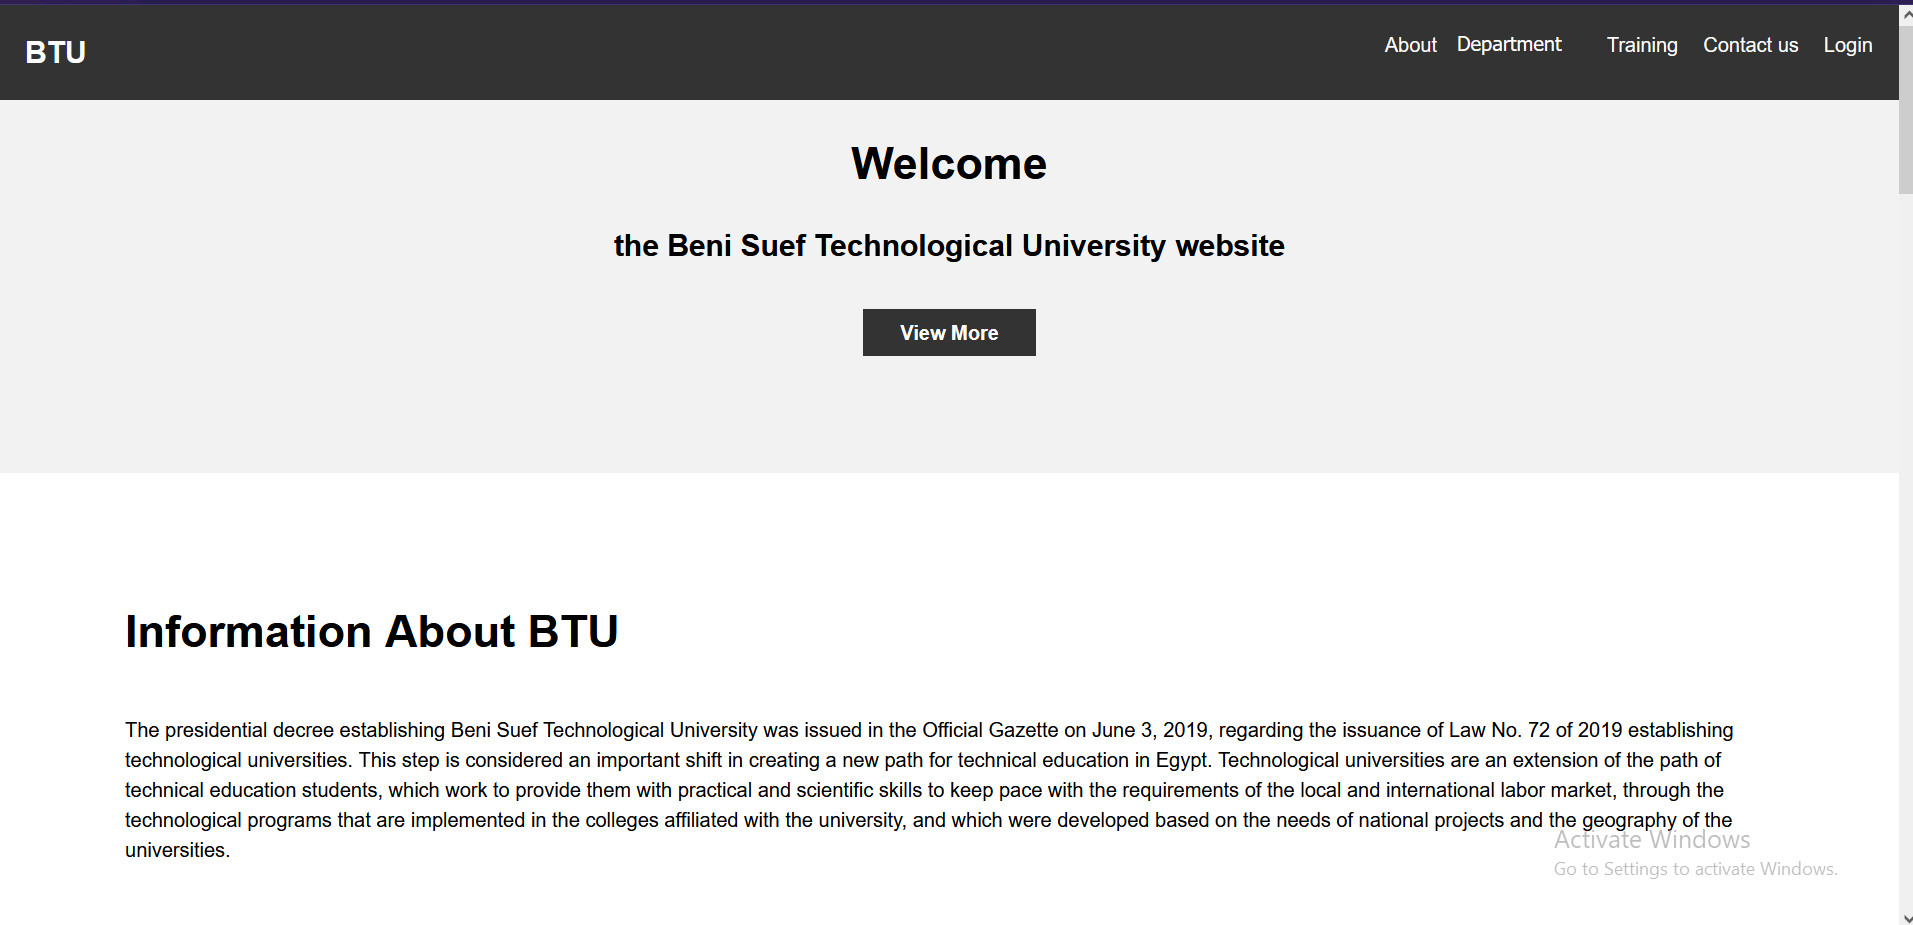 BTU
About Department Training Contact us Login
Welcome
the Beni Suef Technological University website
View More
Information About BTU
The presidential decree establishing Beni Suef Technological University was issued in the Official Gazette on June 3, 2019, regarding the issuance of Law No. 72 of 2019 establishing
technological universities. This step is considered an important shift in creating a new path for technical education in Egypt. Technological universities are an extension of the path of
technical education students, which work to provide them with practical and scientific skills to keep pace with the requirements of the local and international labor market, through the
technological programs that are implemented in the colleges affiliated with the university, and which were developed based on the needs of national projects and the geography of the
universities.
Activate Windows
Go to Settings to activate Windows.